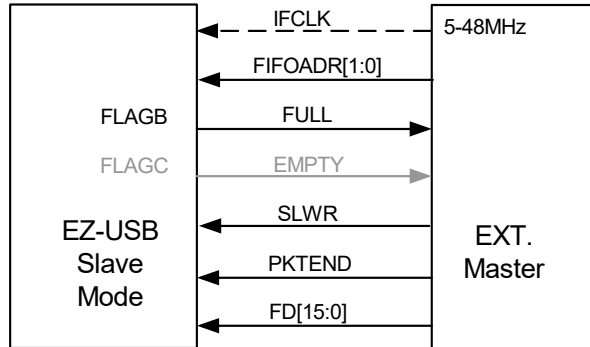 IFCLK
5-48MHz
FIFOADR[1:0]
FLAGB
FULL
FLAGC
EMPTY
SLWR
EZ-USB
Slave
Mode
EXT.
Master
PKTEND
FD[15:0]